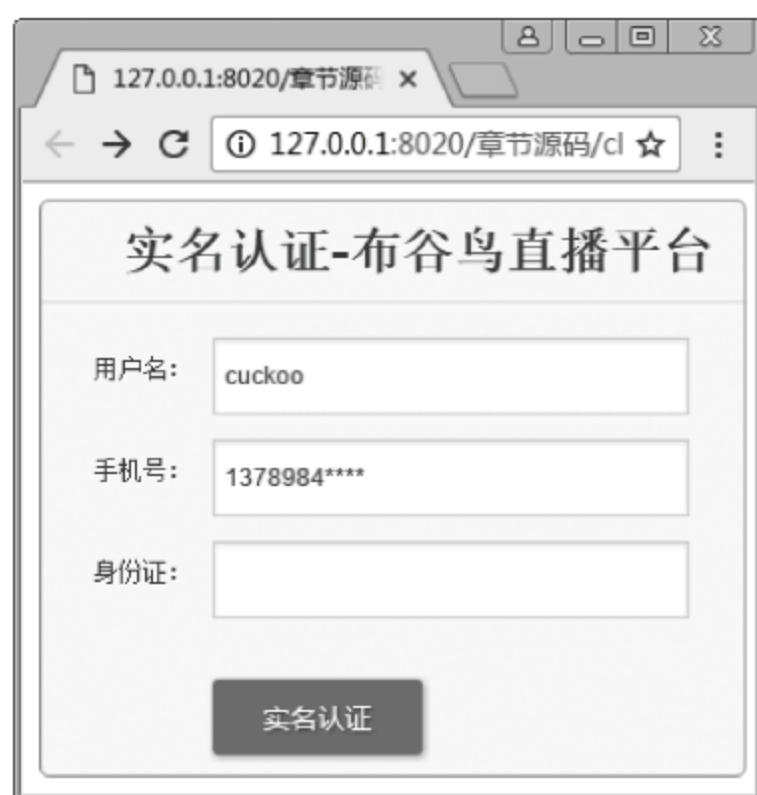 127.0.0.1:8020/章节源码
127.0.0.1:8020/章节源码/cl
实名认证-布谷鸟直播平台
用户名: cuckoo
手机号: 1378984****
身份证:
实名认证